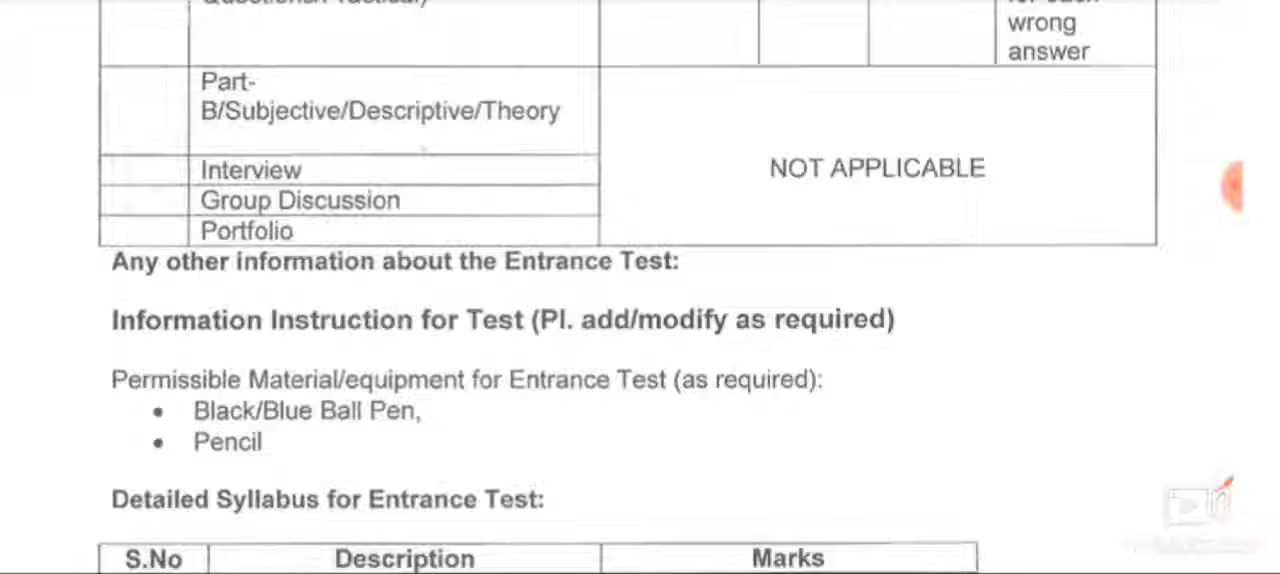 wrong
answer
Part-
B/Subjective/Descriptive/Theory
Interview
NOT APPLICABLE
Group Discussion
Portfolio
Any other information about the Entrance Test:
Information Instruction for Test (Pl. add/modify as required)
Permissible Material/equipment for Entrance Test (as required):
• Black/Blue Ball Pen,
• Pencil
Detailed Syllabus for Entrance Test:
S.No Description Marks